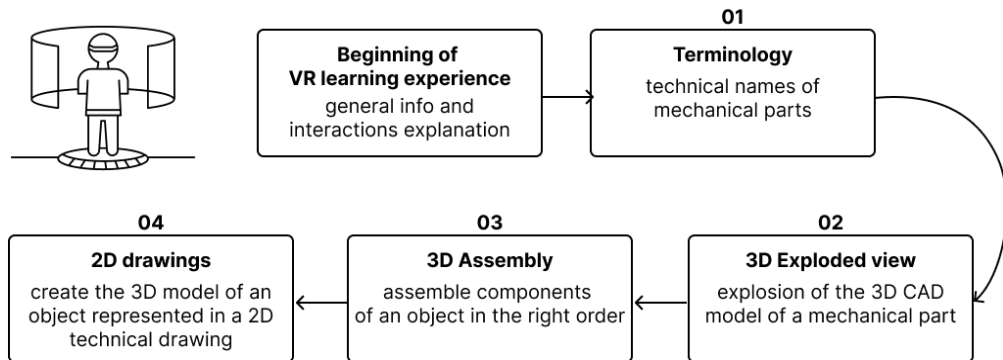 Beginning of
VR learning experience
general info and
interactions explanation
01
Terminology
technical names of
mechanical parts
02
3D Exploded view
explosion of the 3D CAD
model of a mechanical part
03
3D Assembly
assemble components
of an object in the right order
04
2D drawings
create the 3D model of an
object represented in a 2D
technical drawing